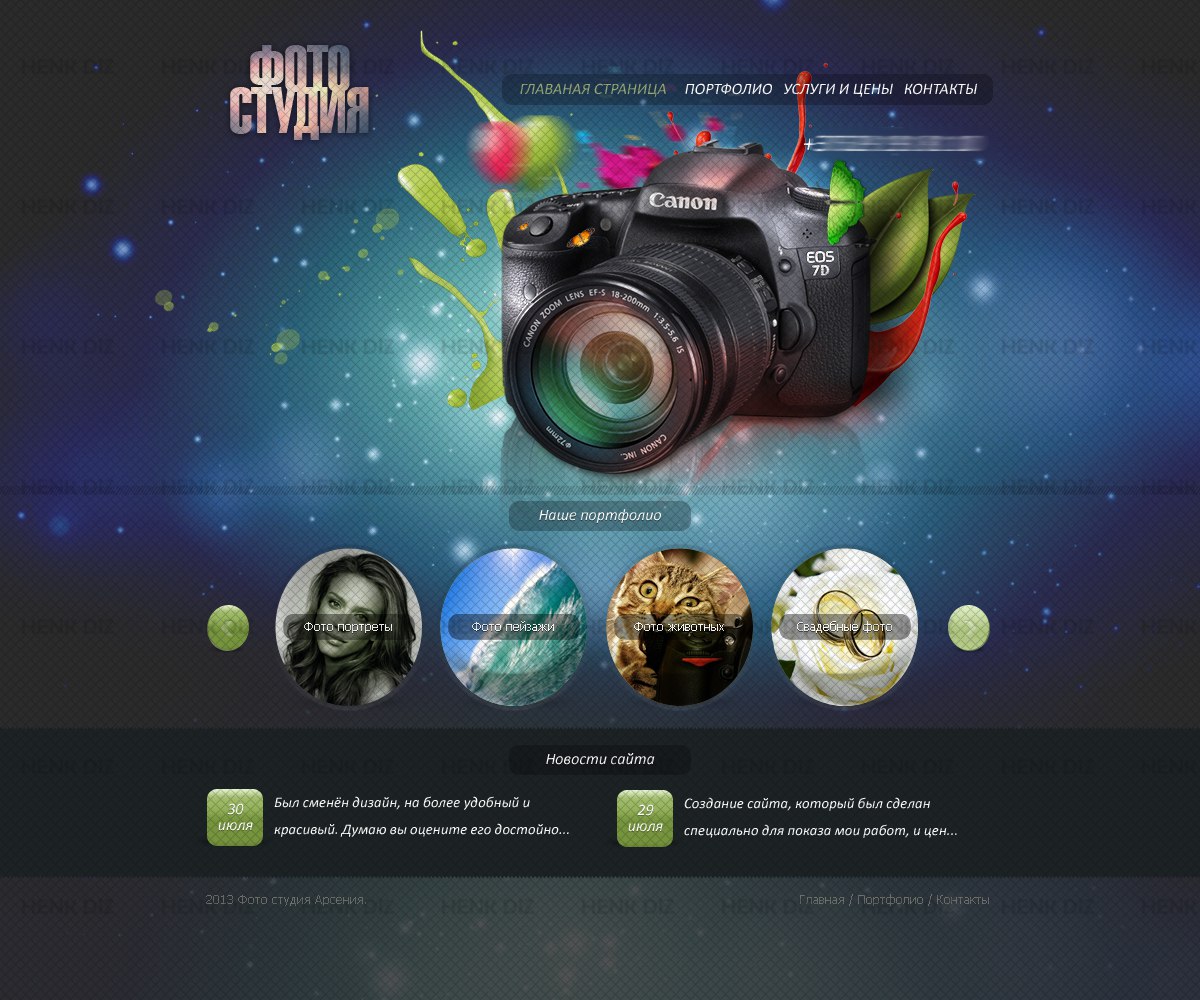 ФОТО
СТУДИЯ
ГЛАВАНАЯ СТРАНИЦА ПОРТФОЛИО УСЛУГИ И ЦЕНЫ КОНТАКТЫ
Canon
EOS
7D
CANON ZOOM LENS EF-S 18-200mm 1:3.5-5.6 IS
CANON INC.
Ø72mm
Наше портфолио
Фото портреты
Фото пейзажи
Фото животных
Свадебные фото
Новости сайта
30
июля
Был сменён дизайн, на более удобный и
красивый. Думаю вы оцените его достойно...
29
июля
Создание сайта, который был сделан
специально для показа мои работ, и цен...
2013 Фото студия Арсения.
Главная / Портфолио / Контакты